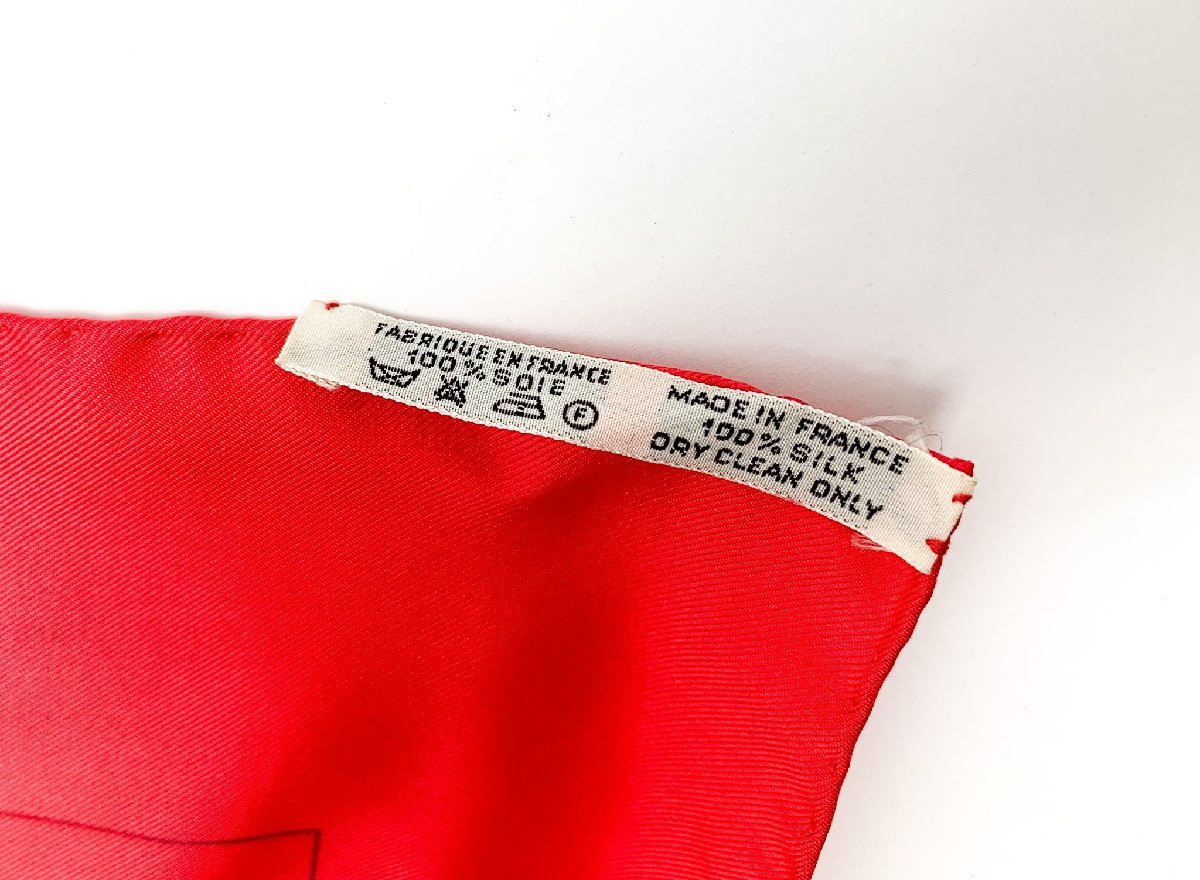 FABRIQUE EN FRANCE
100 % SOIE
F
MADE IN FRANCE
100 % SILK
DRY CLEAN ONLY